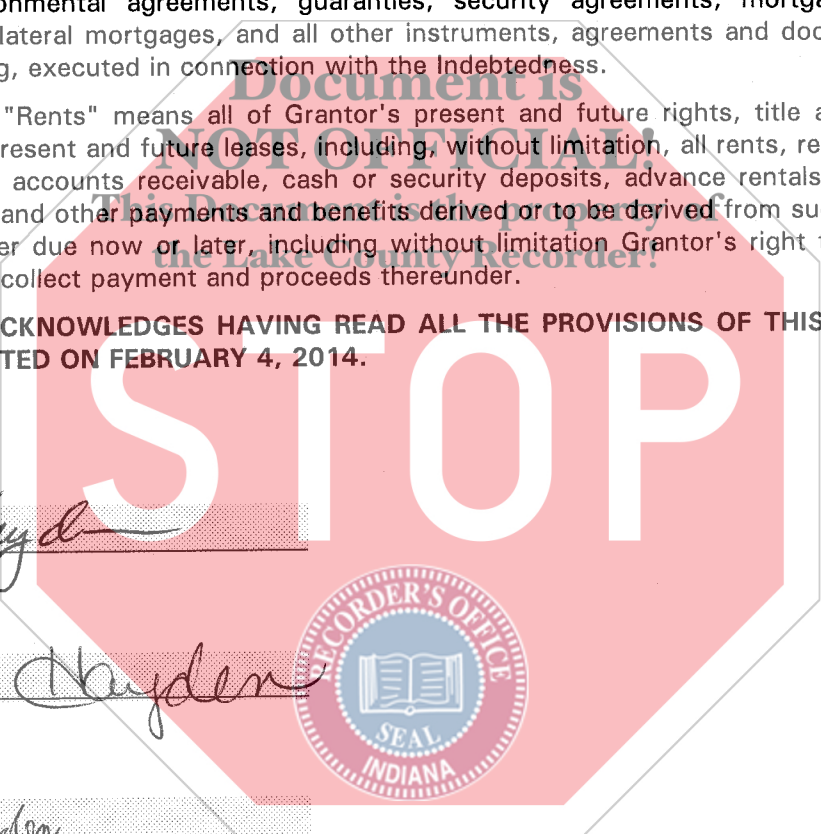 onmental agreements, guaranties, security agreements, mortga
lateral mortgages, and all other instruments, agreements and doc
g, executed in connection with the Indebtedness.
Document is
"Rents" means all of Grantor's present and future rights, title a
NOT OFFICIAL!
resent and future leases, including, without limitation, all rents, re
accounts receivable, cash or security deposits, advance rentals
This Document is the property of
and other payments and benefits derived or to be derived from su
er due now or later, including without limitation Grantor's right
the Lake County Recorder!
collect payment and proceeds thereunder.
CKNOWLEDGES HAVING READ ALL THE PROVISIONS OF THIS
TED ON FEBRUARY 4, 2014.
STOP
Hayden
RECORDER'S OFFICE
SEAL
INDIANA